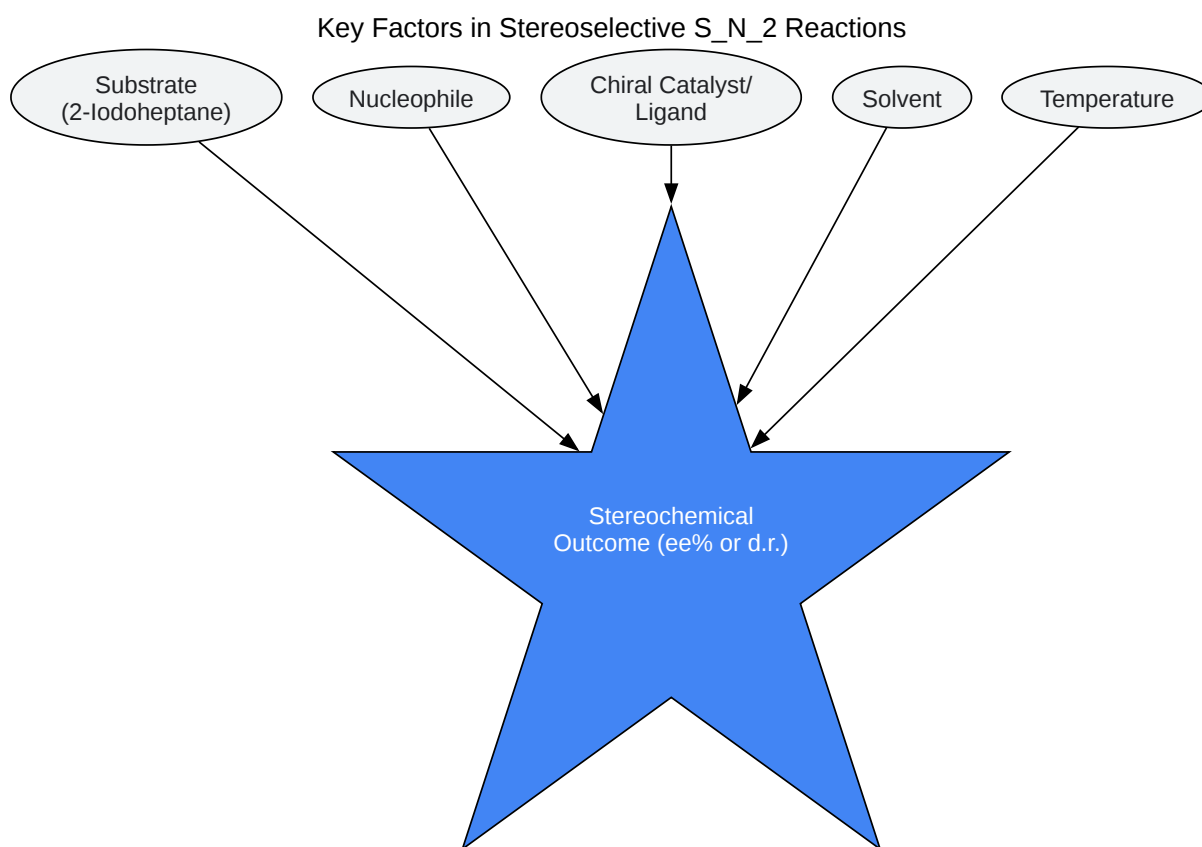 Key Factors in Stereoselective S_N_2 Reactions
Substrate
(2-Iodoheptane)
Nucleophile
Chiral Catalyst/
Ligand
Solvent
Temperature
Stereochemical
Outcome (ee% or d.r.)